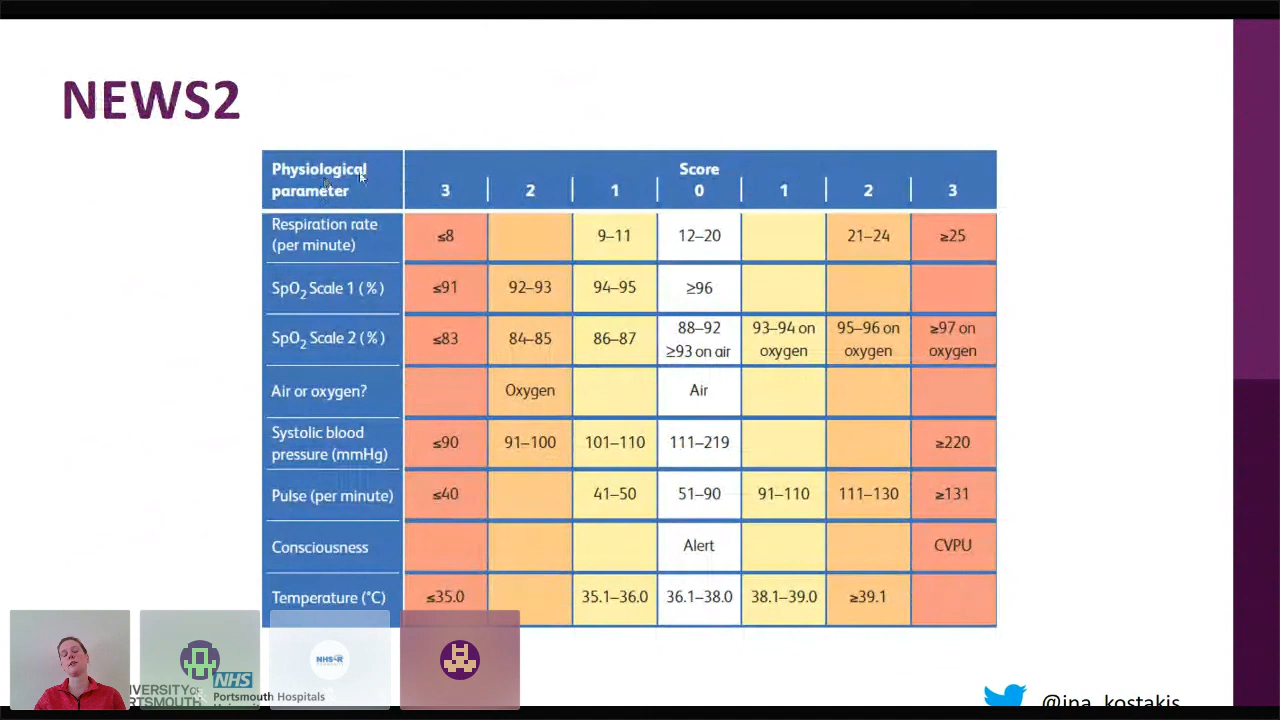 NEWS2
Physiological parameter
Score
3 2 1 0 1 2 3
Respiration rate (per minute) ≤8 9–11 12–20 21–24 ≥25
SpO2 Scale 1 (%) ≤91 92–93 94–95 ≥96
SpO2 Scale 2 (%) ≤83 84–85 86–87 88–92 ≥93 on air 93–94 on oxygen 95–96 on oxygen ≥97 on oxygen
Air or oxygen? Oxygen Air
Systolic blood pressure (mmHg) ≤90 91–100 101–110 111–219 ≥220
Pulse (per minute) ≤40 41–50 51–90 91–110 111–130 ≥131
Consciousness Alert CVPU
Temperature (°C) ≤35.0 35.1–36.0 36.1–38.0 38.1–39.0 ≥39.1
NHS
Portsmouth Hospitals
@ina_kostakis